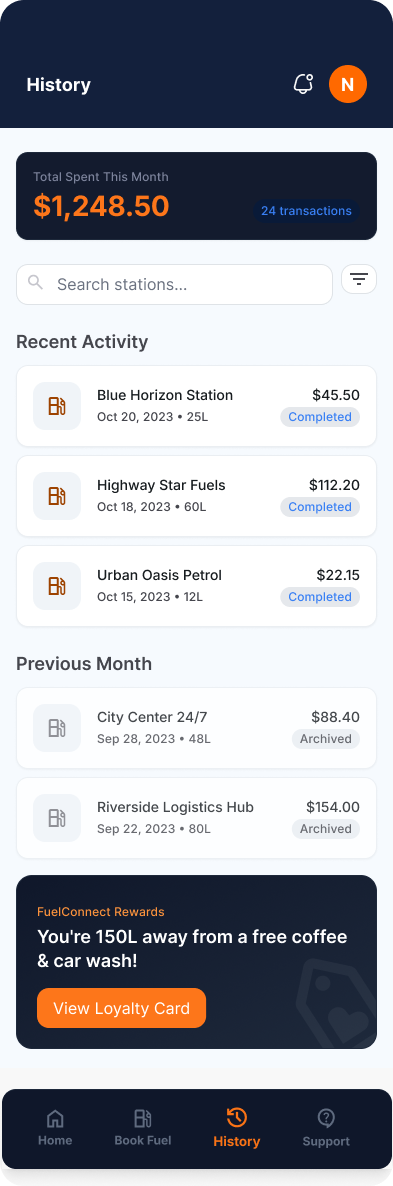 History
N
Total Spent This Month
$1,248.50
24 transactions
Search stations...
Recent Activity
Blue Horizon Station
$45.50
Oct 20, 2023 • 25L
Completed
Highway Star Fuels
$112.20
Oct 18, 2023 • 60L
Completed
Urban Oasis Petrol
$22.15
Oct 15, 2023 • 12L
Completed
Previous Month
City Center 24/7
$88.40
Sep 28, 2023 • 48L
Archived
Riverside Logistics Hub
$154.00
Sep 22, 2023 • 80L
Archived
FuelConnect Rewards
You're 150L away from a free coffee
& car wash!
View Loyalty Card
Home
Book Fuel
History
Support